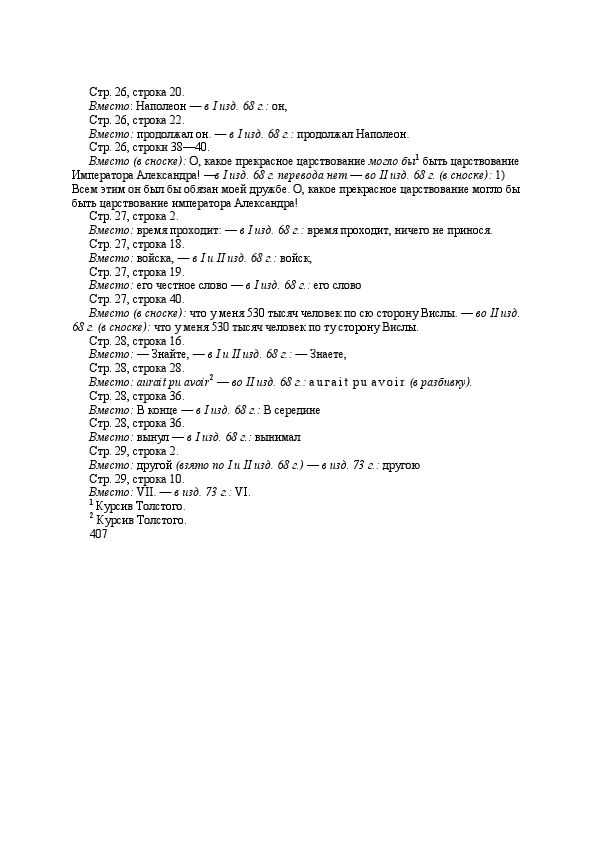 Стр. 26, строка 20.
Вместо: Наполеон — в I изд. 68 г.: он,
Стр. 26, строка 22.
Вместо: продолжал он. — в I изд. 68 г.: продолжал Наполеон.
Стр. 26, строки 38—40.
Вместо (в сноске): О, какое прекрасное царствование могло бы¹ быть царствование
Императора Александра! —в I изд. 68 г. перевода нет — во II изд. 68 г. (в сноске): 1)
Всем этим он был бы обязан моей дружбе. О, какое прекрасное царствование могло бы
быть царствование императора Александра!
Стр. 27, строка 2.
Вместо: время проходит: — в I изд. 68 г.: время проходит, ничего не принося.
Стр. 27, строка 18.
Вместо: войска, — в I и II изд. 68 г.: войск,
Стр. 27, строка 19.
Вместо: его честное слово — в I изд. 68 г.: его слово
Стр. 27, строка 40.
Вместо (в сноске): что у меня 530 тысяч человек по сю сторону Вислы. — во II изд.
68 г. (в сноске): что у меня 530 тысяч человек по ту сторону Вислы.
Стр. 28, строка 16.
Вместо: — Знайте, — в I и II изд. 68 г.: — Знаете,
Стр. 28, строка 28.
Вместо: aurait pu avoir² — во II изд. 68 г.: a u r a i t p u a v o i r (в разбивку).
Стр. 28, строка 36.
Вместо: В конце — в I изд. 68 г.: В середине
Стр. 28, строка 36.
Вместо: вынул — в I изд. 68 г.: вынимал
Стр. 29, строка 2.
Вместо: другой (взято по I и II изд. 68 г.) — в изд. 73 г.: другою
Стр. 29, строка 10.
Вместо: VII. — в изд. 73 г.: VI.
¹ Курсив Толстого.
² Курсив Толстого.
407